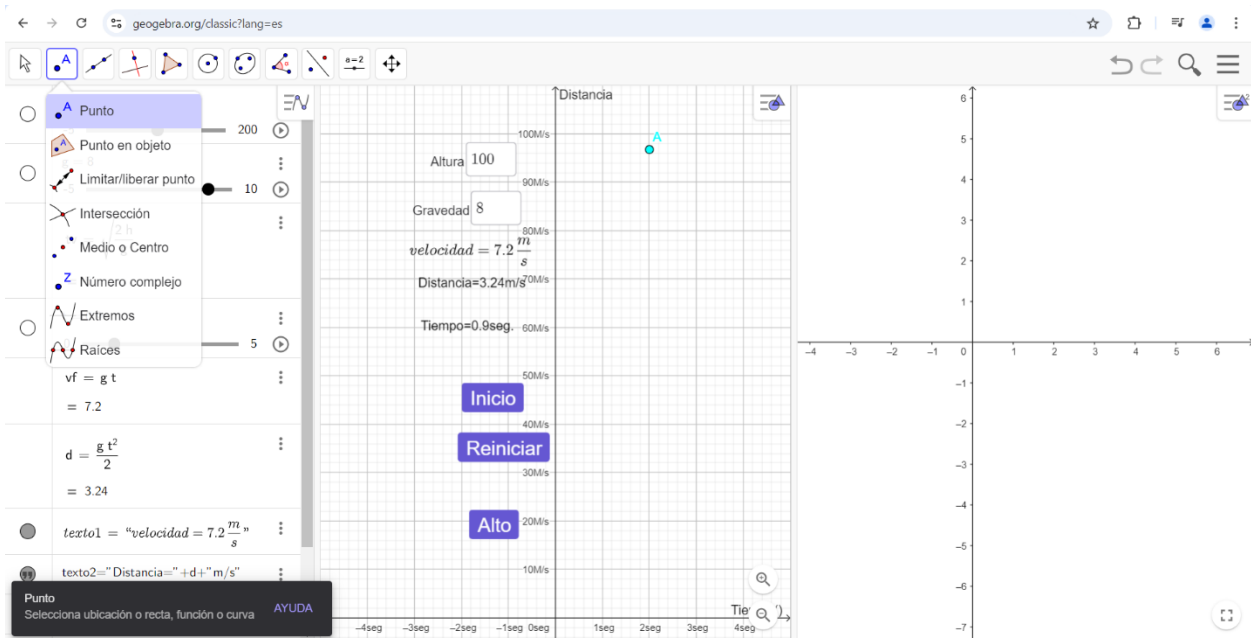 geogebra.org/classic?lang=es
A
a=2
Punto
Punto en objeto
Limitar/liberar punto
Intersección
Medio o Centro
Z Número complejo
Extremos
Raíces
200
g = 8
10
2 h
5
vf = g t
= 7.2
d = g t² / 2
= 3.24
texto1 = “velocidad = 7.2 m/s”
texto2="Distancia="+d+"m/s"
Punto
Selecciona ubicación o recta, función o curva
AYUDA
Distancia
A
Altura 100
Gravedad 8
velocidad = 7.2 m/s
Distancia=3.24m/s
Tiempo=0.9seg.
Inicio
Reiniciar
Alto
100M/s
90M/s
80M/s
70M/s
60M/s
50M/s
40M/s
30M/s
20M/s
10M/s
−4seg −3seg −2seg −1seg 0seg 1seg 2seg 3seg 4seg
6
5
4
3
2
1
−4 −3 −2 −1 0 1 2 3 4 5 6
−1
−2
−3
−4
−5
−6
−7
2